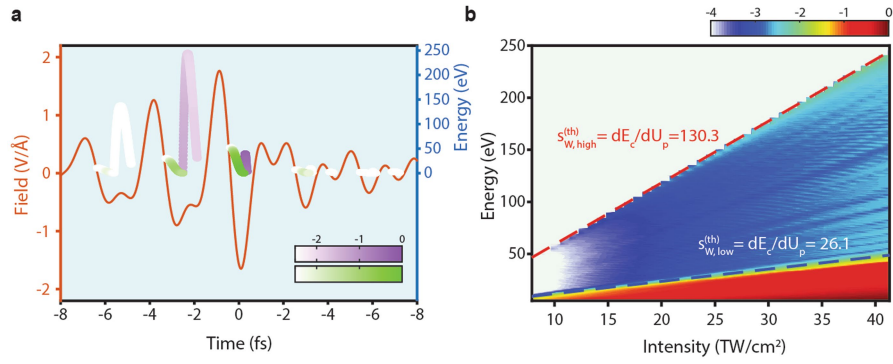 a
2
1
0
-1
-2
Field (V/Å)
250
200
150
100
50
0
Energy (eV)
-2 -1 0
-8 -6 -4 -2 0 -2 -4 -6 -8
Time (fs)
b
-4 -3 -2 -1 0
250
200
150
100
50
Energy (eV)
s(th)W,high = dEc/dUp = 130.3
s(th)W,low = dEc/dUp = 26.1
10 15 20 25 30 35 40
Intensity (TW/cm²)